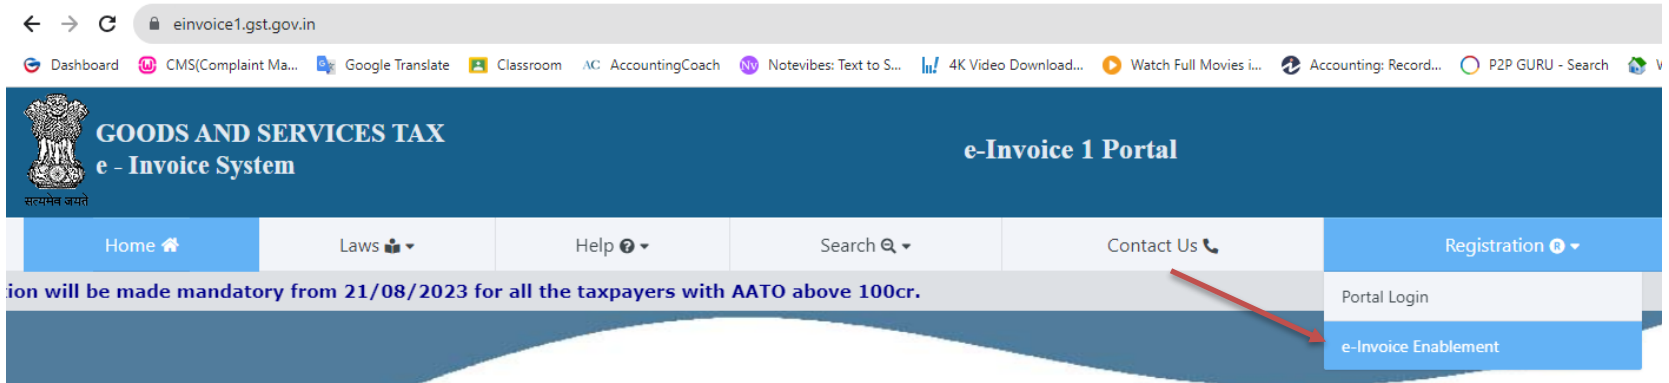 einvoice1.gst.gov.in
Dashboard CMS(Complaint Ma... Google Translate Classroom AC AccountingCoach Nv Notevibes: Text to S... 4K Video Download... Watch Full Movies i... Accounting: Record... P2P GURU - Search
GOODS AND SERVICES TAX
e - Invoice System
सत्यमेव जयते
e-Invoice 1 Portal
Home Laws Help Search Contact Us Registration
ion will be made mandatory from 21/08/2023 for all the taxpayers with AATO above 100cr.
Portal Login
e-Invoice Enablement